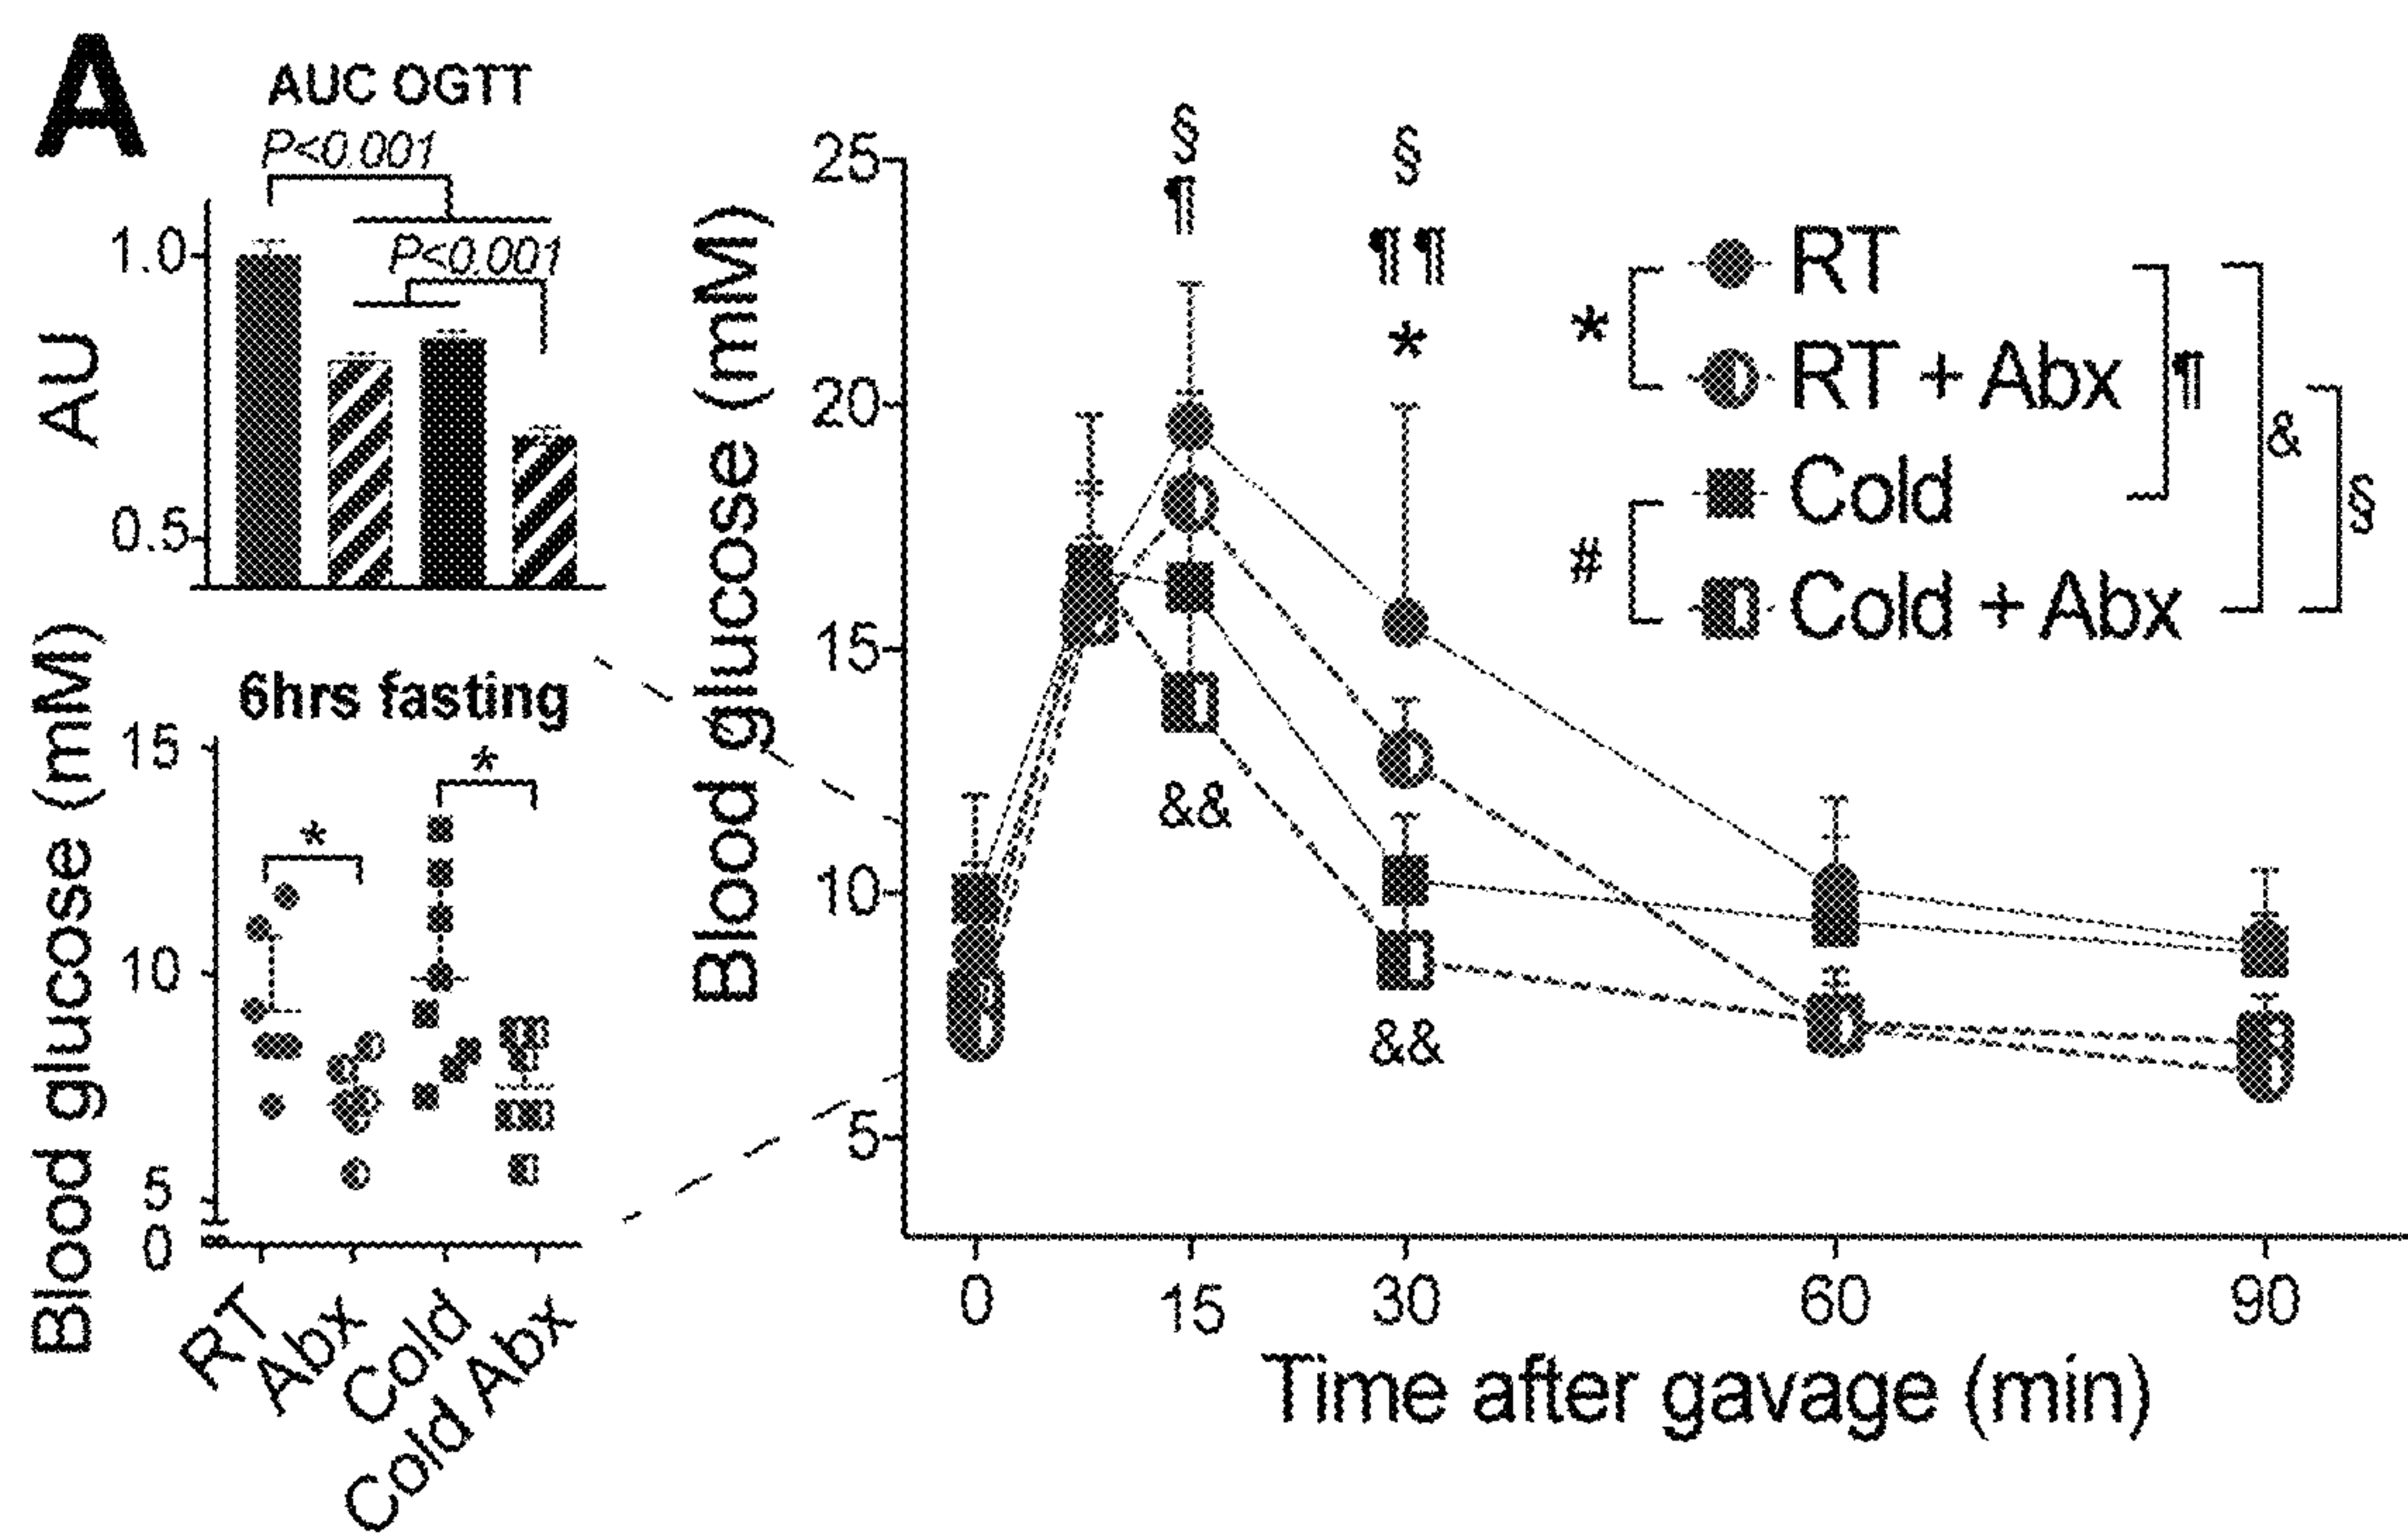 A
AUC OGTT
P<0.001
P<0.001
1.0
0.5
AU
6hrs fasting
*
*
15
10
5
0
Blood glucose (mM)
RT
Abx
Cold
Cold Abx
§
§
¶
¶¶
*
25
20
15
10
5
Blood glucose (mM)
&&
&&
RT
RT + Abx
Cold
Cold + Abx
*
#
¶
&
§
0
15
30
60
90
Time after gavage (min)